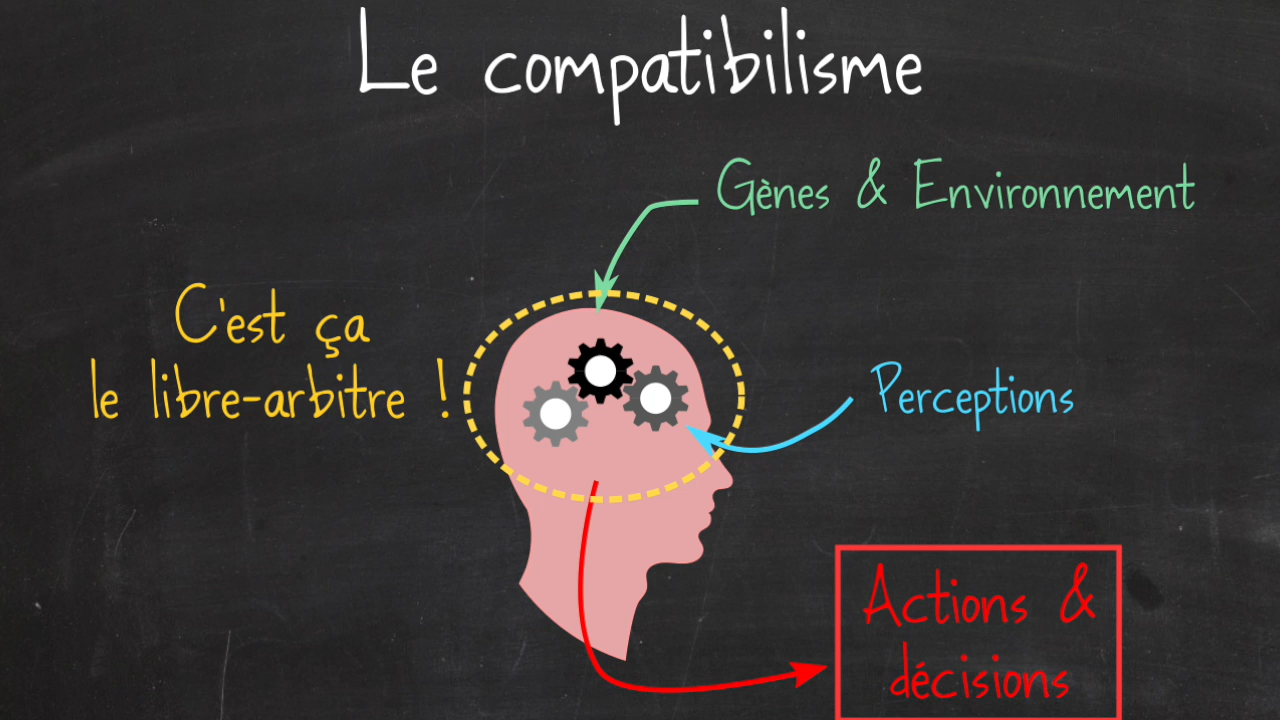 Le compatibilisme
Gènes & Environnement
C'est ça
le libre-arbitre !
Perceptions
Actions &
décisions